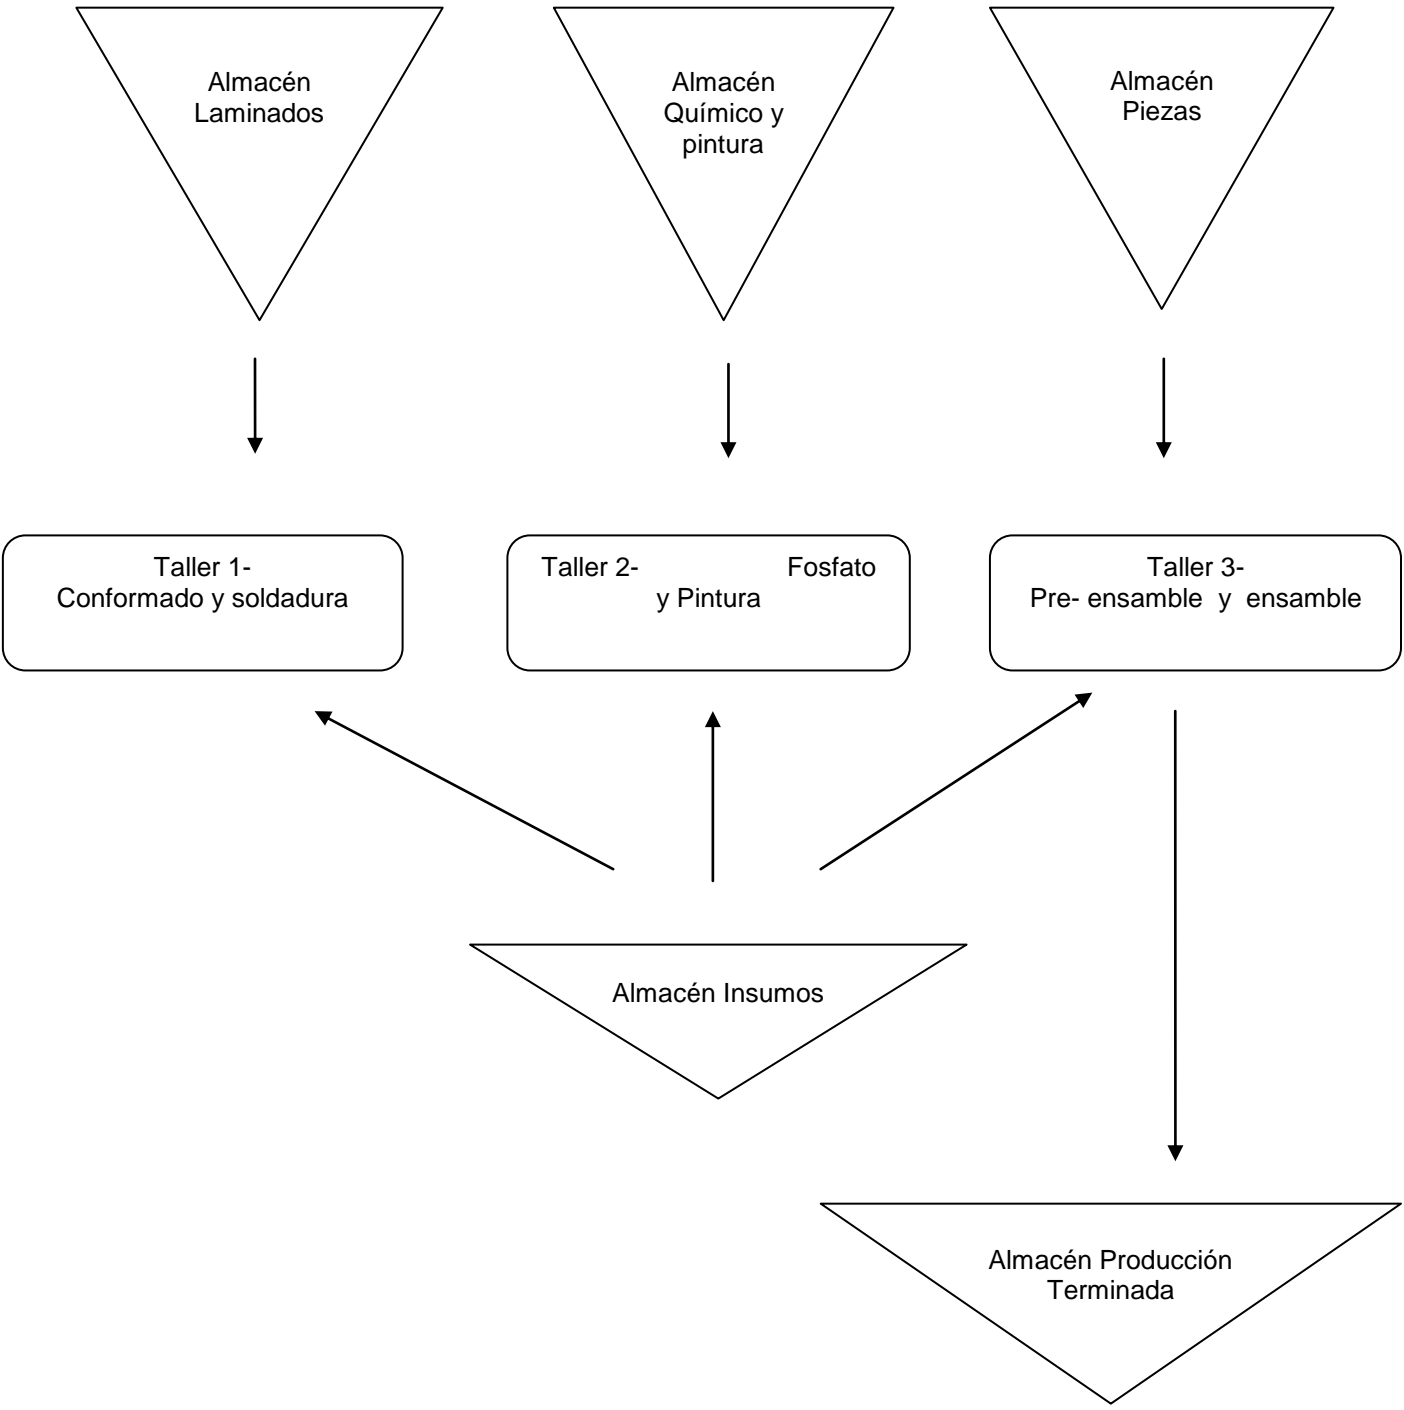 Almacén
Laminados
Almacén
Químico y
pintura
Almacén
Piezas
Taller 1-
Conformado y soldadura
Taller 2- Fosfato
y Pintura
Taller 3-
Pre- ensamble y ensamble
Almacén Insumos
Almacén Producción
Terminada